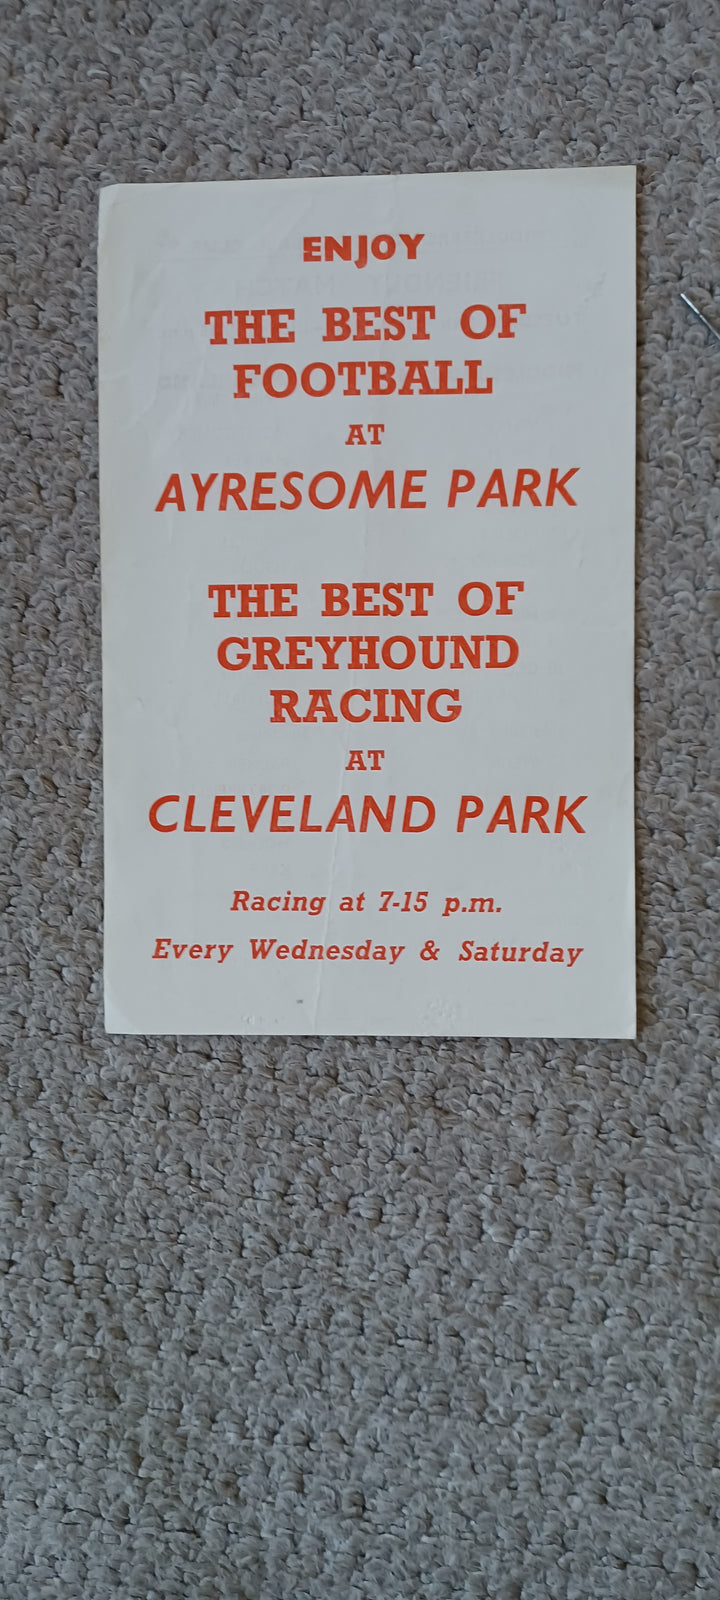 ENJOY
THE BEST OF
FOOTBALL
AT
AYRESOME PARK
THE BEST OF
GREYHOUND
RACING
AT
CLEVELAND PARK
Racing at 7-15 p.m.
Every Wednesday & Saturday